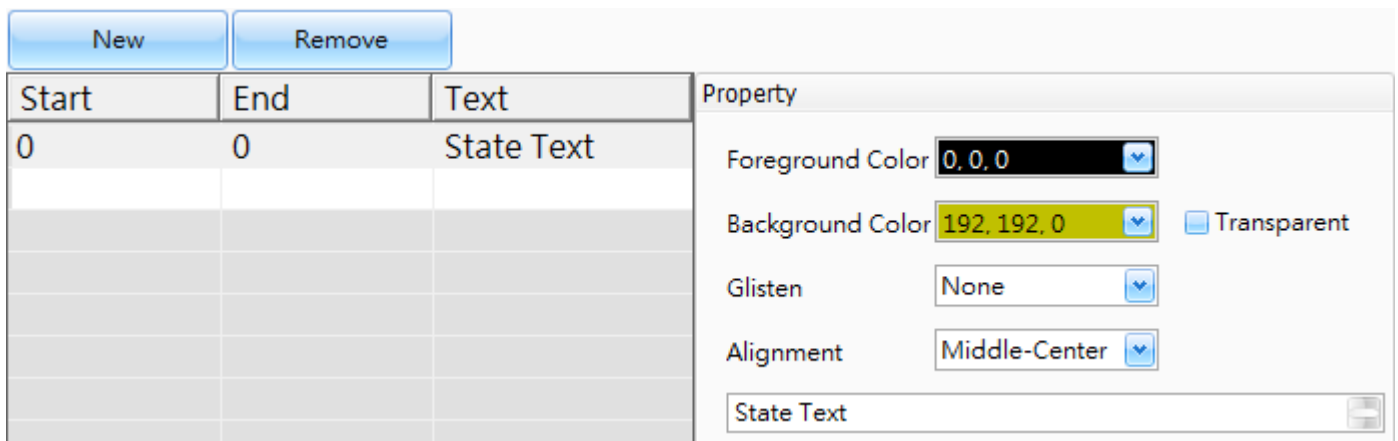 New Remove
Start End Text
0 0 State Text
Property
Foreground Color 0, 0, 0
Background Color 192, 192, 0 Transparent
Glisten None
Alignment Middle-Center
State Text